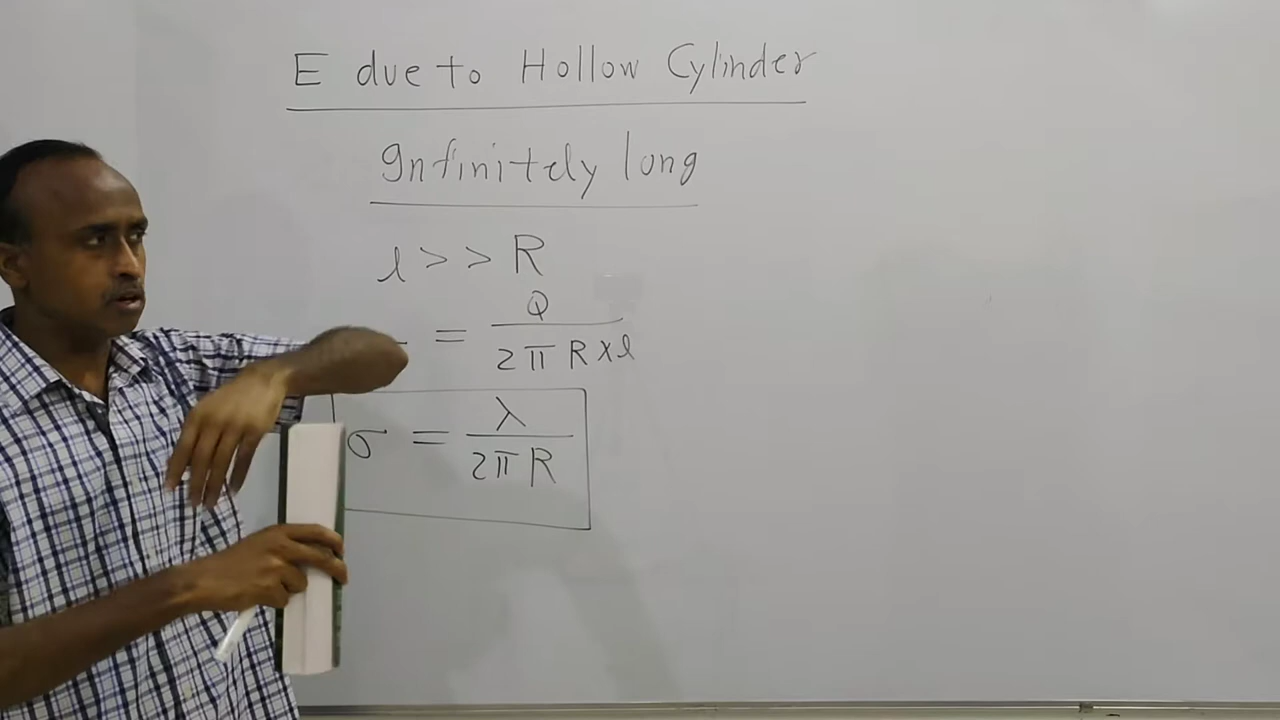 E due to Hollow Cylinder
Infinitely long
l >> R
= Q / 2π R × l
σ = λ / 2π R